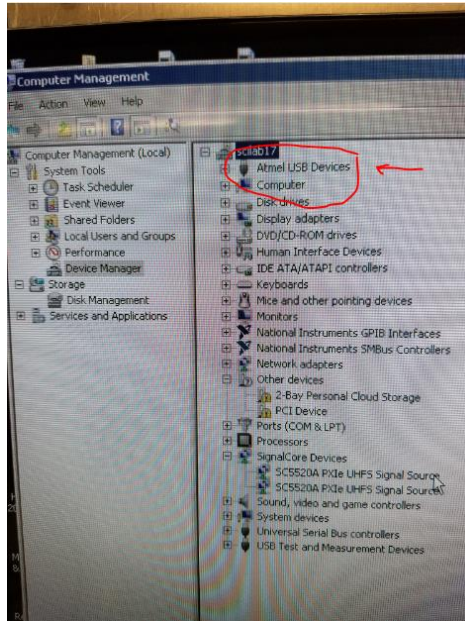 Computer Management
File Action View Help
Computer Management (Local)
System Tools
Task Scheduler
Event Viewer
Shared Folders
Local Users and Groups
Performance
Device Manager
Storage
Disk Management
Services and Applications
scilab17
Atmel USB Devices
Computer
Disk drives
Display adapters
DVD/CD-ROM drives
Human Interface Devices
IDE ATA/ATAPI controllers
Keyboards
Mice and other pointing devices
Monitors
National Instruments GPIB Interfaces
National Instruments SMBus Controllers
Network adapters
Other devices
2-Bay Personal Cloud Storage
PCI Device
Ports (COM & LPT)
Processors
SignalCore Devices
SC5520A PXIe UHFS Signal Source
SC5520A PXIe UHFS Signal Source
Sound, video and game controllers
System devices
Universal Serial Bus controllers
USB Test and Measurement Devices